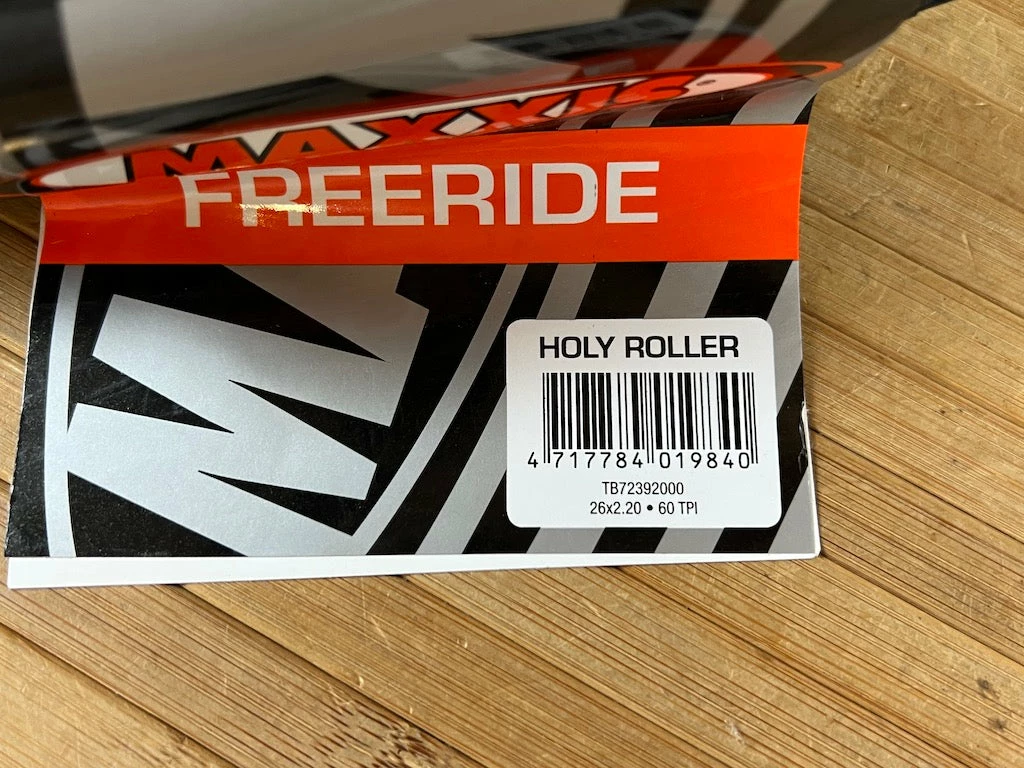 MAXXIS
FREERIDE
HOLY ROLLER
4 717784 019840
TB72392000
26x2.20 • 60 TPI